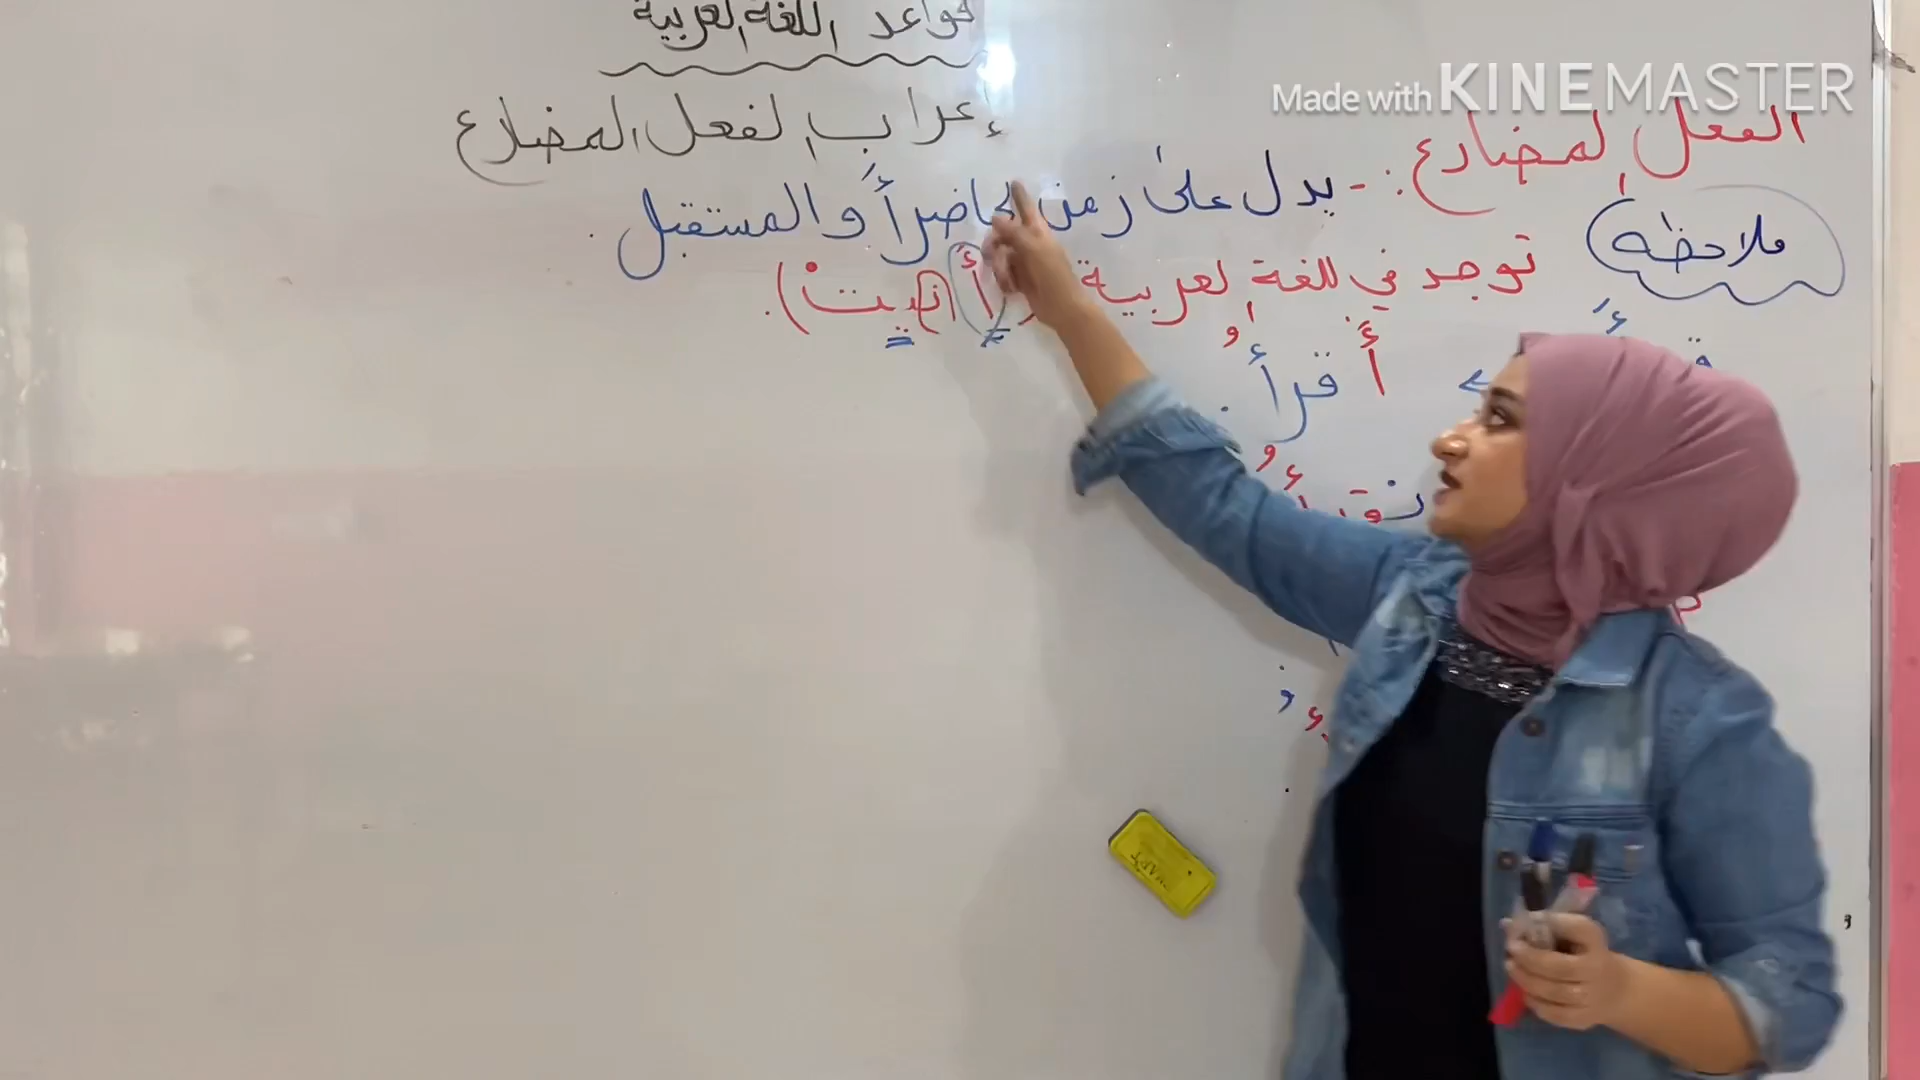 قواعد اللغة العربية
Made with KINEMASTER
إعراب الفعل المضارع
الفعل المضارع :- يدل على زمن الحاضر أو المستقبل .
ملاحظة توجد في اللغة العربية
أقرأُ .
نقرأُ